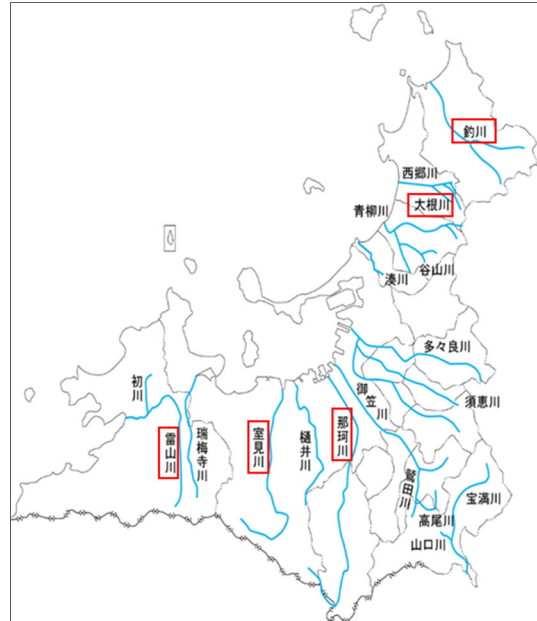 釣川
西郷川
大根川
青柳川
谷山川
湊川
多々良川
須恵川
御笠川
初川
雷山川
瑞梅寺川
室見川
樋井川
那珂川
鷲田川
宝満川
高尾川
山口川